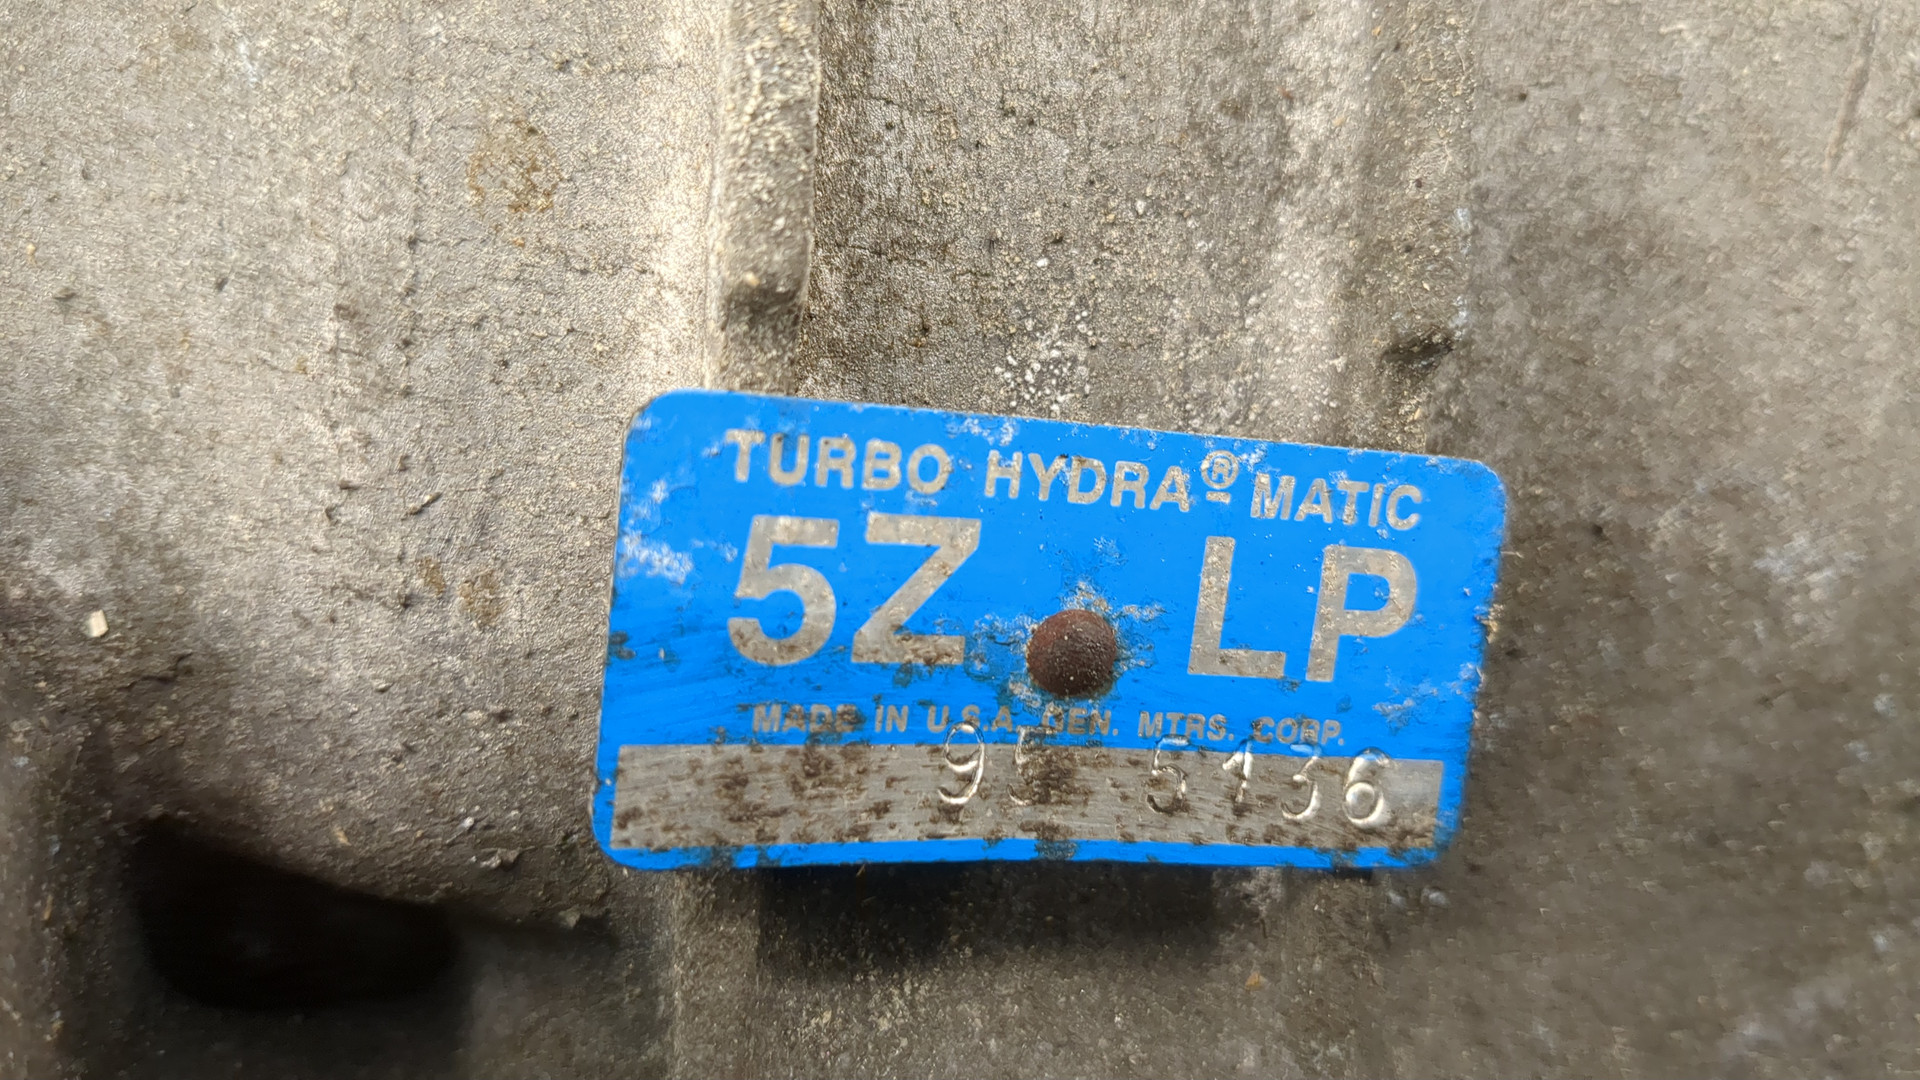 TURBO HYDRA® MATIC
5Z LP
MADE IN U.S.A. GEN. MTRS. CORP.
95 5136